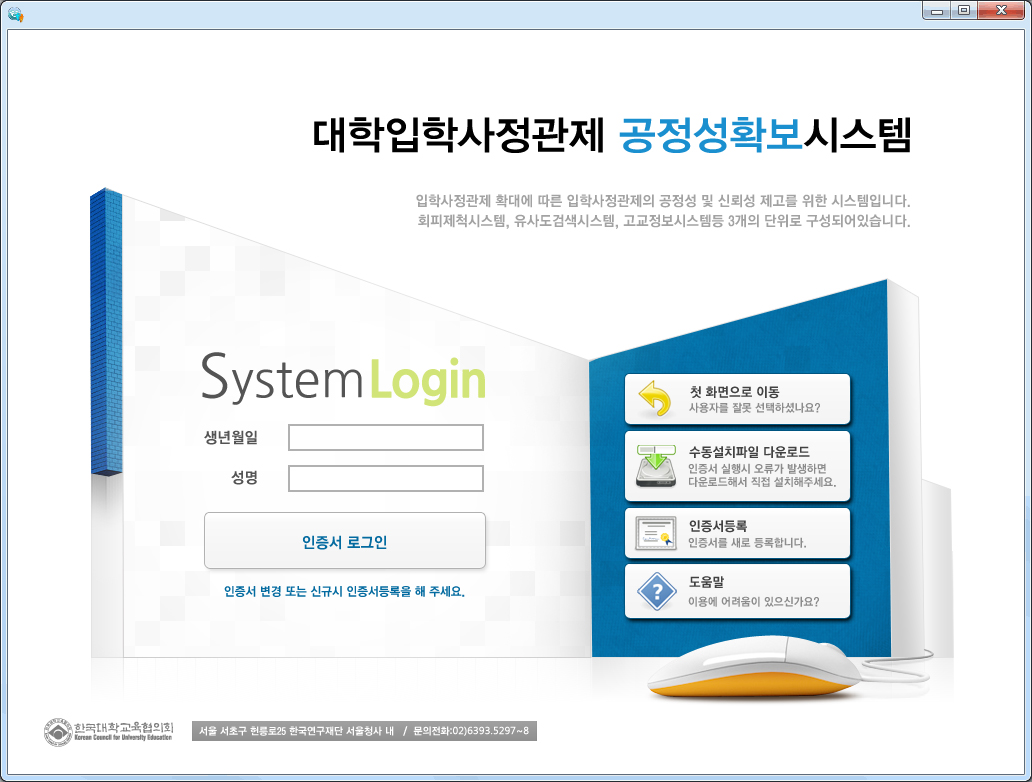 대학입학사정관제 공정성확보시스템
입학사정관제 확대에 따른 입학사정관제의 공정성 및 신뢰성 제고를 위한 시스템입니다.
회피제척시스템, 유사도검색시스템, 고교정보시스템등 3개의 단위로 구성되어있습니다.
System Login
생년월일
성명
인증서 로그인
인증서 변경 또는 신규시 인증서등록을 해 주세요.
첫 화면으로 이동
사용자를 잘못 선택하셨나요?
수동설치파일 다운로드
인증서 실행시 오류가 발생하면
다운로드해서 직접 설치해주세요.
인증서등록
인증서를 새로 등록합니다.
도움말
이용에 어려움이 있으신가요?
한국대학교육협의회
Korean Council for University Education
서울 서초구 헌릉로25 한국연구재단 서울청사 내 / 문의전화:02)6393.5297~8